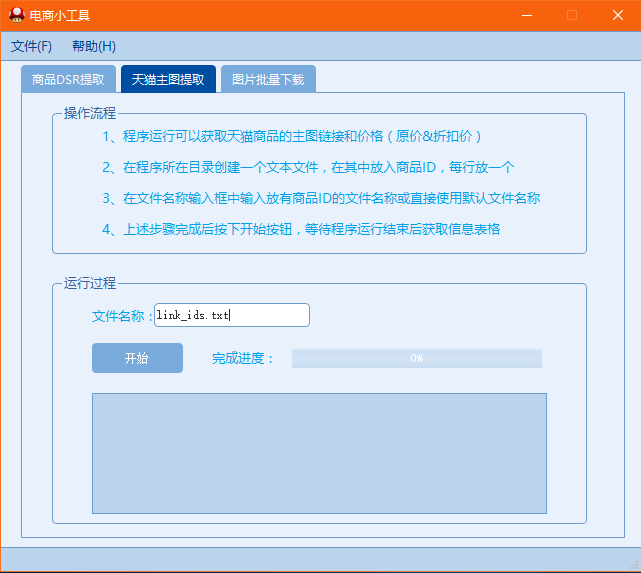 电商小工具
文件(F) 帮助(H)
商品DSR提取 天猫主图提取 图片批量下载
操作流程
1、程序运行可以获取天猫商品的主图链接和价格（原价&折扣价）
2、在程序所在目录创建一个文本文件，在其中放入商品ID，每行放一个
3、在文件名称输入框中输入放有商品ID的文件名称或直接使用默认文件名称
4、上述步骤完成后按下开始按钮，等待程序运行结束后获取信息表格
运行过程
文件名称：link_ids.txt
开始 完成进度： 0%